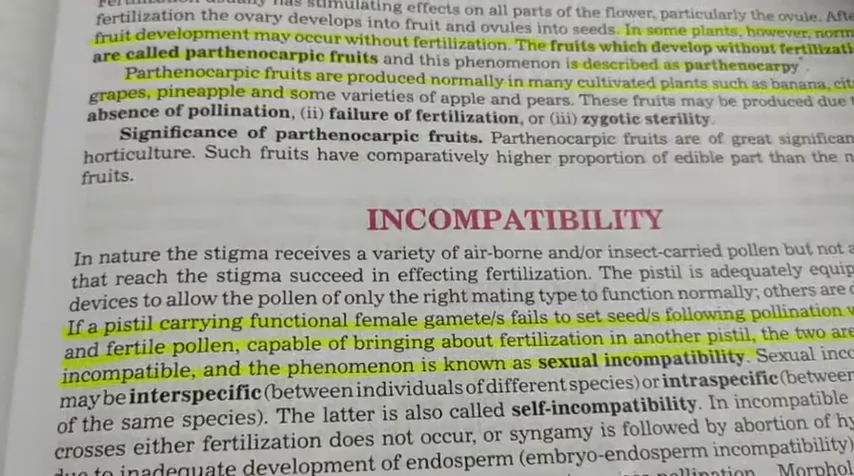 has stimulating effects on all parts of the flower, particularly the ovule. Afte
fertilization the ovary develops into fruit and ovules into seeds. In some plants, however, norm
fruit development may occur without fertilization. The fruits which develop without fertilizati
are called parthenocarpic fruits and this phenomenon is described as parthenocarpy.
Parthenocarpic fruits are produced normally in many cultivated plants such as banana, cit
grapes, pineapple and some varieties of apple and pears. These fruits may be produced due
absence of pollination, (ii) failure of fertilization, or (iii) zygotic sterility.
Significance of parthenocarpic fruits. Parthenocarpic fruits are of great significan
horticulture. Such fruits have comparatively higher proportion of edible part than the n
fruits.
INCOMPATIBILITY
In nature the stigma receives a variety of air-borne and/or insect-carried pollen but not a
that reach the stigma succeed in effecting fertilization. The pistil is adequately equip
devices to allow the pollen of only the right mating type to function normally; others are
If a pistil carrying functional female gamete/s fails to set seed/s following pollination
and fertile pollen, capable of bringing about fertilization in another pistil, the two are
incompatible, and the phenomenon is known as sexual incompatibility. Sexual inco
may be interspecific (between individuals of different species) or intraspecific (between
of the same species). The latter is also called self-incompatibility. In incompatible
crosses either fertilization does not occur, or syngamy is followed by abortion of hy
due to inadequate development of endosperm (embryo-endosperm incompatibility)
pollination. Morphol